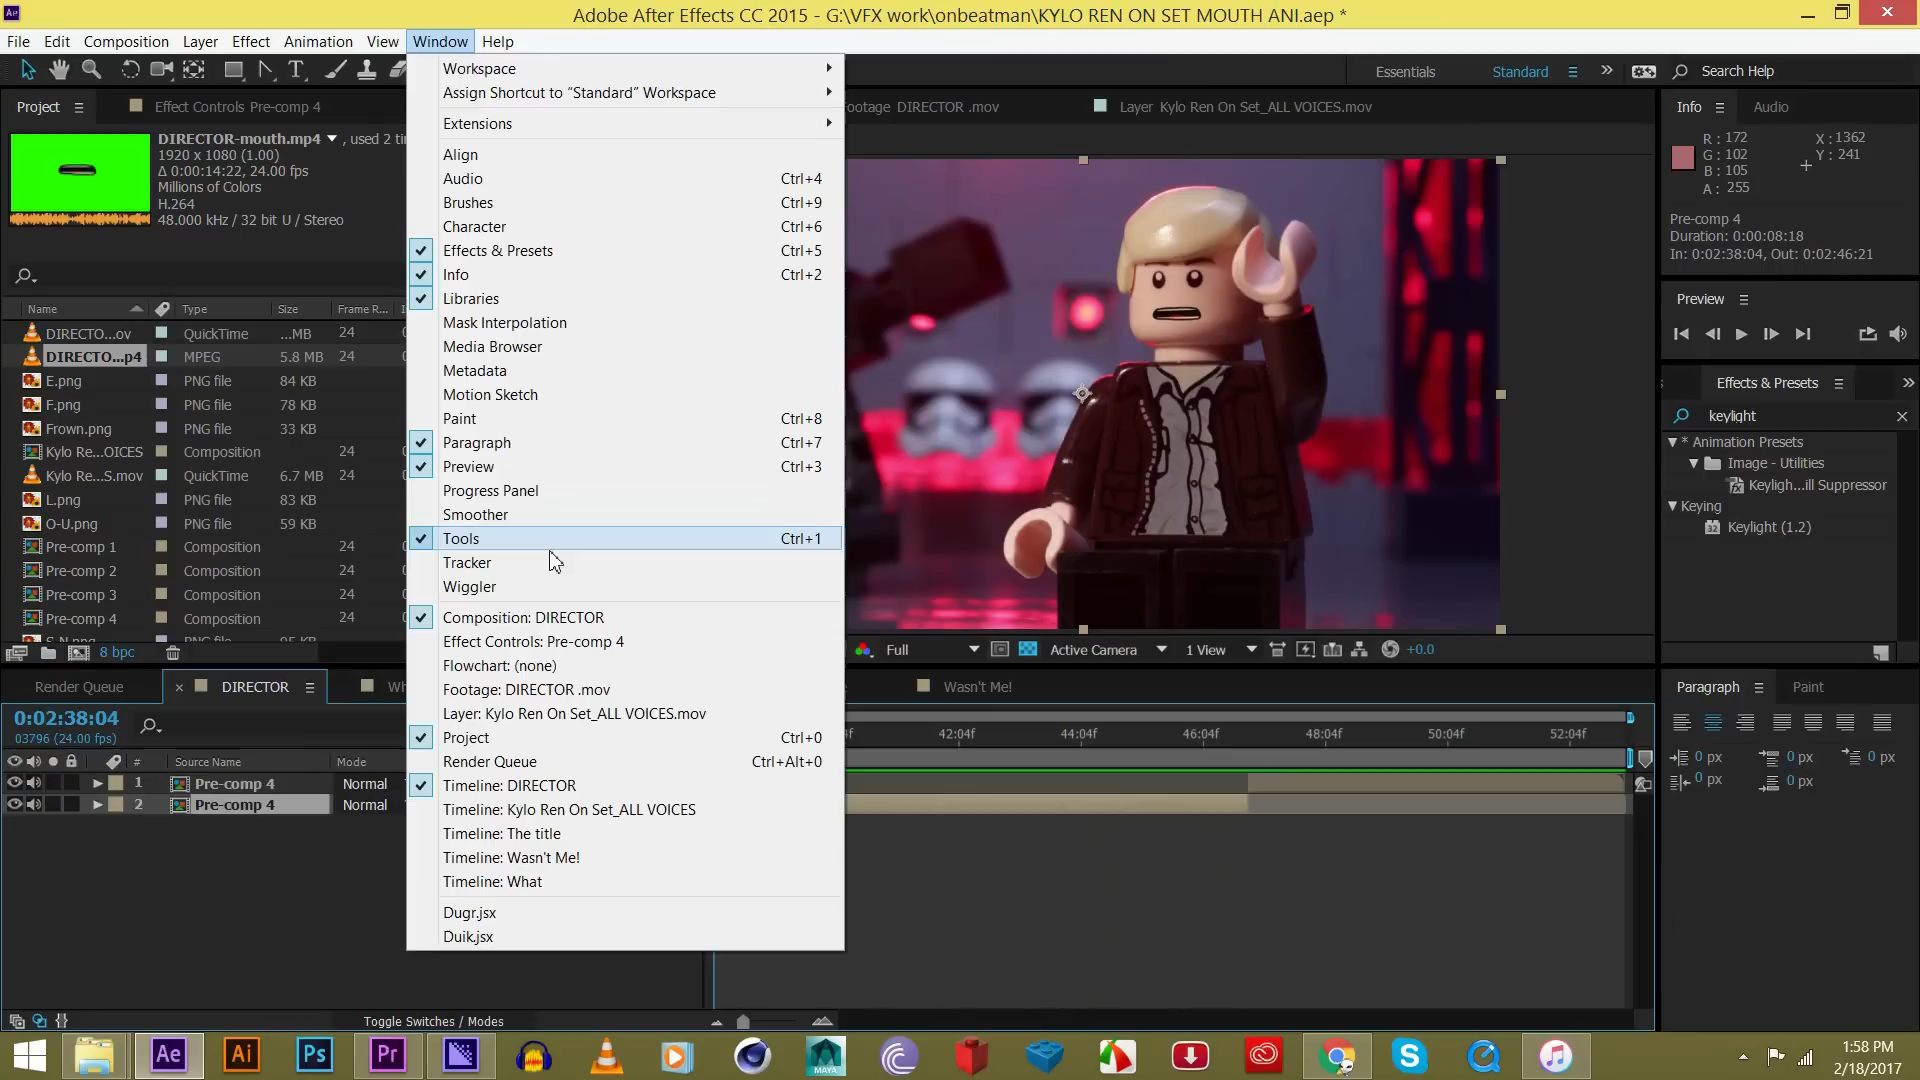 Adobe After Effects CC 2015 - G:\VFX work\onbeatman\KYLO REN ON SET MOUTH ANI.aep *
File Edit Composition Layer Effect Animation View Window Help
Essentials Standard Search Help
Project Effect Controls Pre-comp 4
Footage DIRECTOR .mov Layer Kylo Ren On Set_ALL VOICES.mov
Info Audio
DIRECTOR-mouth.mp4 , used 2 ti
1920 x 1080 (1.00)
Δ 0:00:14:22, 24.00 fps
Millions of Colors
H.264
48.000 kHz / 32 bit U / Stereo
Name Type Size Frame R...
DIRECTO...ov QuickTime ...MB 24
DIRECTO...p4 MPEG 5.8 MB 24
E.png PNG file 84 KB
F.png PNG file 78 KB
Frown.png PNG file 33 KB
Kylo Re...OICES Composition 24
Kylo Re...S.mov QuickTime 6.7 MB 24
L.png PNG file 83 KB
O-U.png PNG file 59 KB
Pre-comp 1 Composition 24
Pre-comp 2 Composition 24
Pre-comp 3 Composition 24
Pre-comp 4 Composition 24
8 bpc
Workspace
Assign Shortcut to “Standard” Workspace
Extensions
Align
Audio Ctrl+4
Brushes Ctrl+9
Character Ctrl+6
Effects & Presets Ctrl+5
Info Ctrl+2
Libraries
Mask Interpolation
Media Browser
Metadata
Motion Sketch
Paint Ctrl+8
Paragraph Ctrl+7
Preview Ctrl+3
Progress Panel
Smoother
Tools Ctrl+1
Tracker
Wiggler
Composition: DIRECTOR
Effect Controls: Pre-comp 4
Flowchart: (none)
Footage: DIRECTOR .mov
Layer: Kylo Ren On Set_ALL VOICES.mov
Project Ctrl+0
Render Queue Ctrl+Alt+0
Timeline: DIRECTOR
Timeline: Kylo Ren On Set_ALL VOICES
Timeline: The title
Timeline: Wasn't Me!
Timeline: What
Dugr.jsx
Duik.jsx
R : 172
G : 102
B : 105
A : 255
X : 1362
Y : 241
Pre-comp 4
Duration: 0:00:08:18
In: 0:02:38:04, Out: 0:02:46:21
Preview
Effects & Presets
keylight
* Animation Presets
Image - Utilities
Keyligh...ill Suppressor
Keying
Keylight (1.2)
Full Active Camera 1 View +0.0
Render Queue DIRECTOR Wh
Wasn't Me!
0:02:38:04
03796 (24.00 fps)
42:04f 44:04f 46:04f 48:04f 50:04f 52:04f
# Source Name Mode
1 Pre-comp 4 Normal
2 Pre-comp 4 Normal
Toggle Switches / Modes
Paragraph Paint
0 px 0 px 0 px
0 px 0 px
Ae Ai Ps Pr MAYA
1:58 PM
2/18/2017